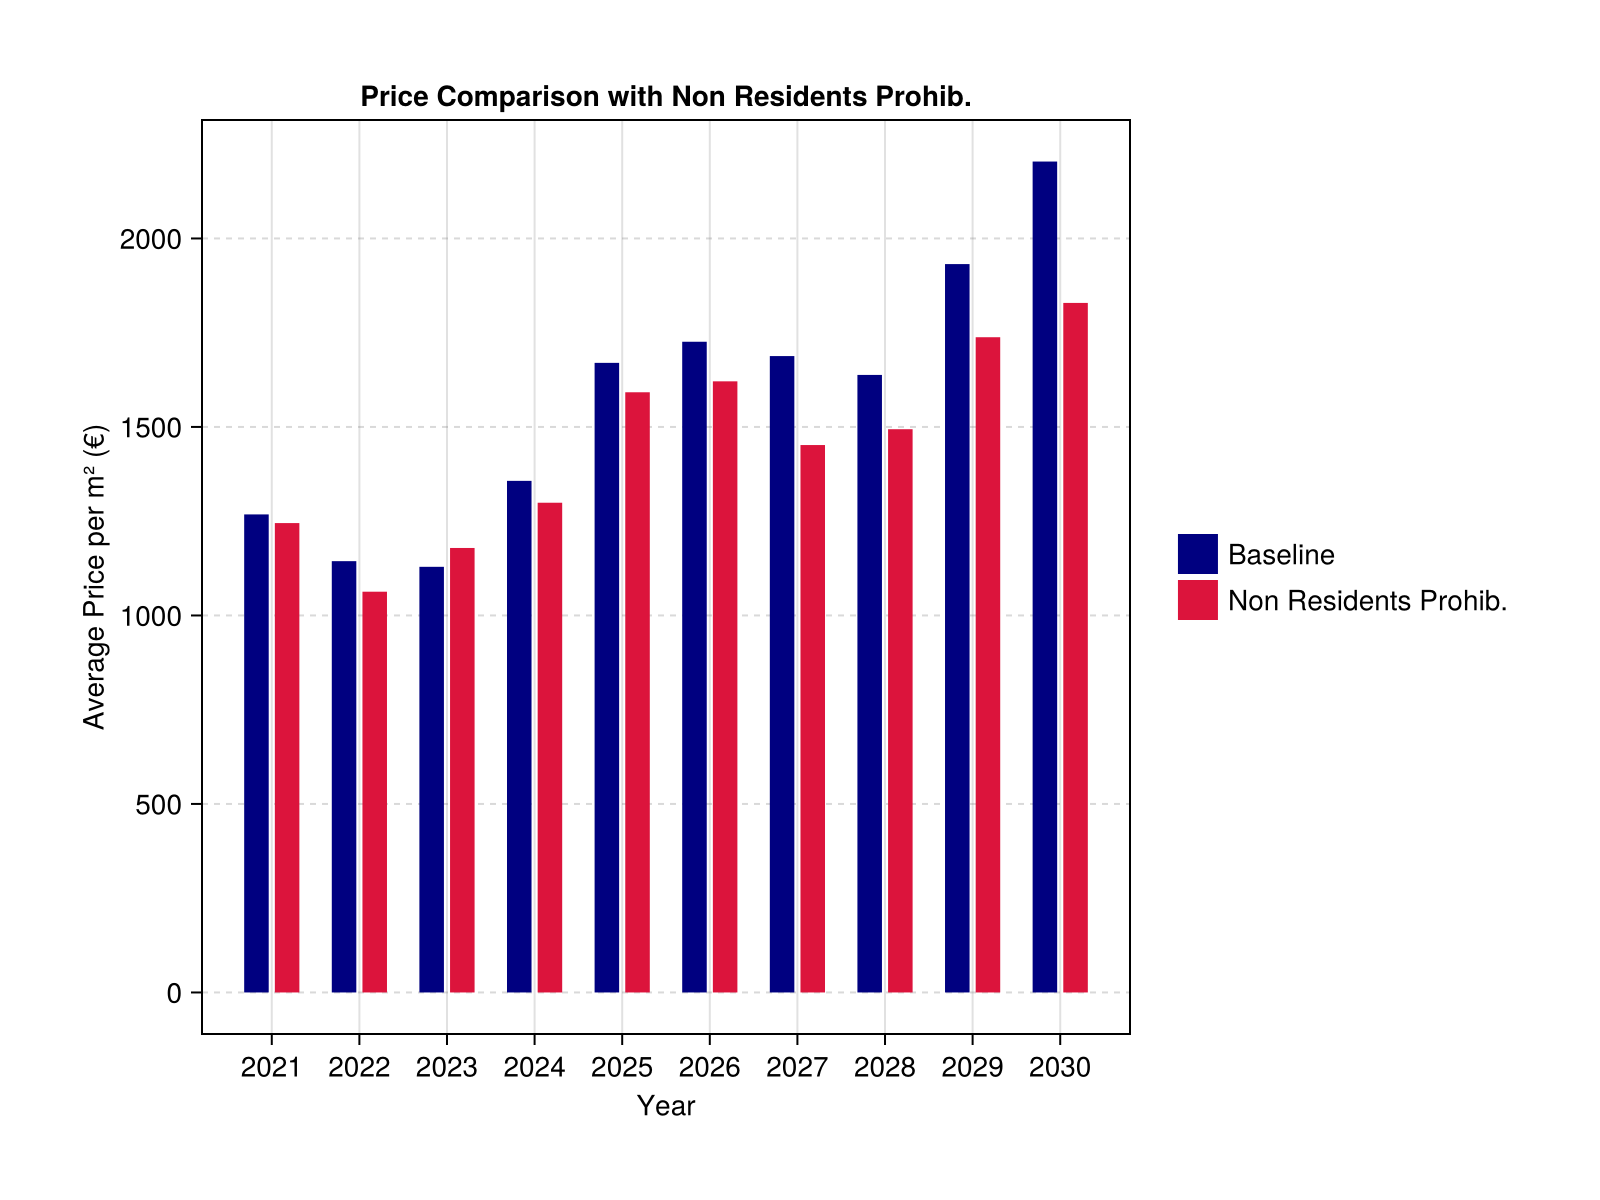 Price Comparison with Non Residents Prohib.
Average Price per m² (€)
2000
1500
1000
500
0
2021 2022 2023 2024 2025 2026 2027 2028 2029 2030
Year
Baseline
Non Residents Prohib.